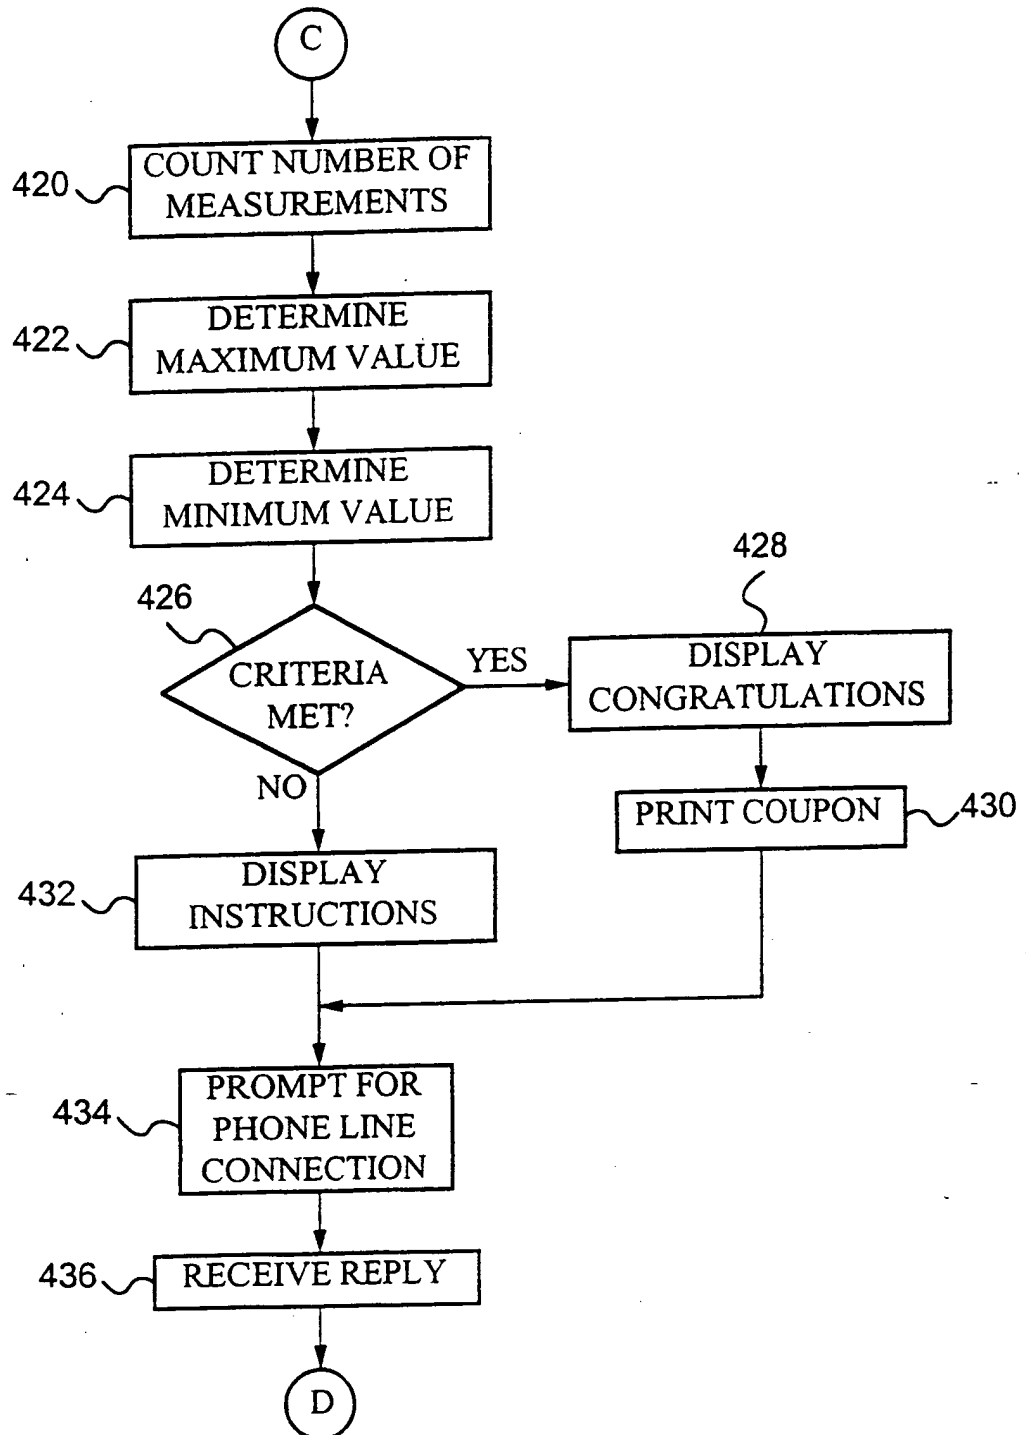 C
420
COUNT NUMBER OF
MEASUREMENTS
422
DETERMINE
MAXIMUM VALUE
424
DETERMINE
MINIMUM VALUE
426
CRITERIA
MET?
YES
NO
428
DISPLAY
CONGRATULATIONS
PRINT COUPON
430
432
DISPLAY
INSTRUCTIONS
434
PROMPT FOR
PHONE LINE
CONNECTION
436
RECEIVE REPLY
D